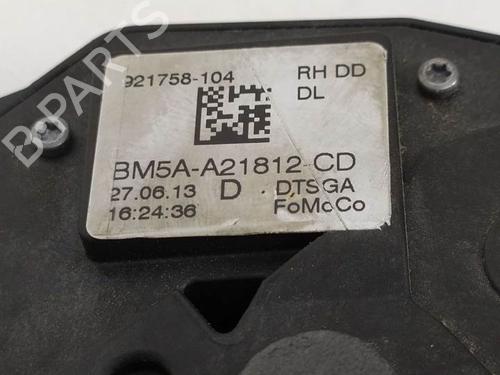 B PARTS
921758-104 RH DD
DL
BM5A-A21812-CD
27.06.13 D DTSGA
16:24:36 FoMoCo